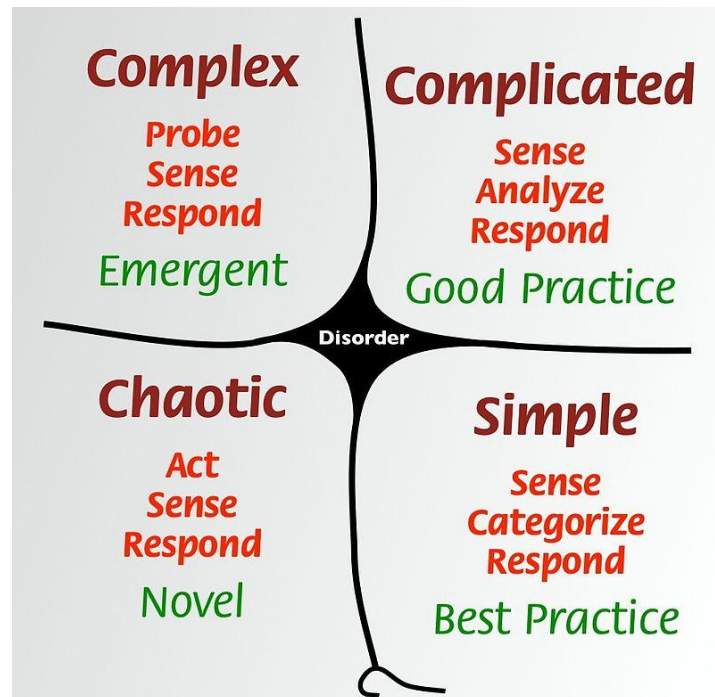 Complex
Probe
Sense
Respond
Emergent
Complicated
Sense
Analyze
Respond
Good Practice
Disorder
Chaotic
Act
Sense
Respond
Novel
Simple
Sense
Categorize
Respond
Best Practice